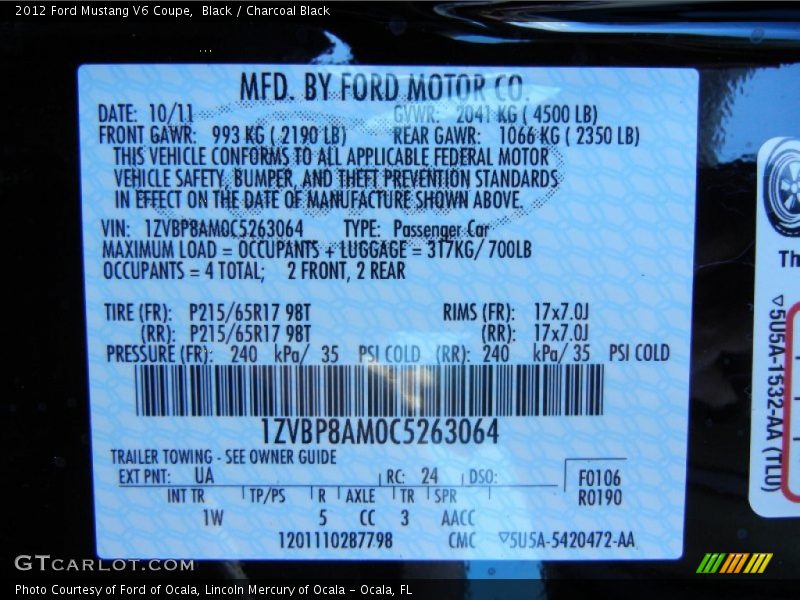 2012 Ford Mustang V6 Coupe,  Black / Charcoal Black
MFD. BY FORD MOTOR CO.
DATE: 10/11 GVWR: 2041 KG ( 4500 LB)
FRONT GAWR: 993 KG ( 2190 LB) REAR GAWR: 1066 KG ( 2350 LB)
THIS VEHICLE CONFORMS TO ALL APPLICABLE FEDERAL MOTOR
VEHICLE SAFETY, BUMPER, AND THEFT PREVENTION STANDARDS
IN EFFECT ON THE DATE OF MANUFACTURE SHOWN ABOVE.
VIN: 1ZVBP8AM0C5263064 TYPE: Passenger Car
MAXIMUM LOAD = OCCUPANTS + LUGGAGE = 317KG/ 700LB
OCCUPANTS = 4 TOTAL; 2 FRONT, 2 REAR
TIRE (FR): P215/65R17 98T RIMS (FR): 17x7.0J
(RR): P215/65R17 98T (RR): 17x7.0J
PRESSURE (FR): 240 kPa/ 35 PSI COLD (RR): 240 kPa/ 35 PSI COLD
1ZVBP8AM0C5263064
TRAILER TOWING - SEE OWNER GUIDE
EXT PNT: UA RC: 24 DSO: F0106
R0190
INT TR TP/PS R AXLE TR SPR
1W 5 CC 3 AACC
1201110287798 CMC ▽5U5A-5420472-AA
Th
▽5U5A-1532-AA (TLU)
GTCARLOT.COM
Photo Courtesy of Ford of Ocala, Lincoln Mercury of Ocala - Ocala, FL